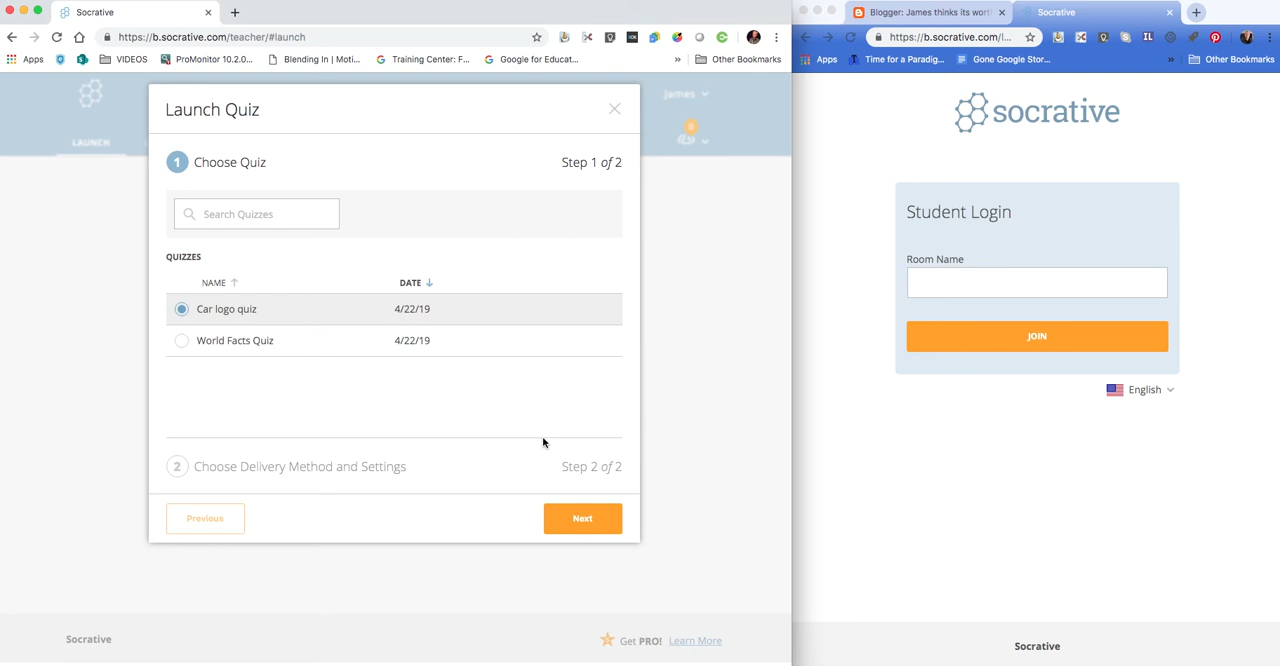 Socrative
https://b.socrative.com/teacher/#launch
Apps
VIDEOS
ProMonitor 10.2.0...
Blending In | Moti...
Training Center: F...
Google for Educat...
»
Other Bookmarks
James
LAUNCH
Launch Quiz
1 Choose Quiz
Step 1 of 2
Search Quizzes
QUIZZES
NAME
DATE
Car logo quiz
4/22/19
World Facts Quiz
4/22/19
2 Choose Delivery Method and Settings
Step 2 of 2
Previous
Next
Socrative
Get PRO! Learn More
Blogger: James thinks its wort
Socrative
https://b.socrative.com/l...
Apps
Time for a Paradig...
Gone Google Stor...
»
Other Bookmarks
socrative
Student Login
Room Name
JOIN
English
Socrative